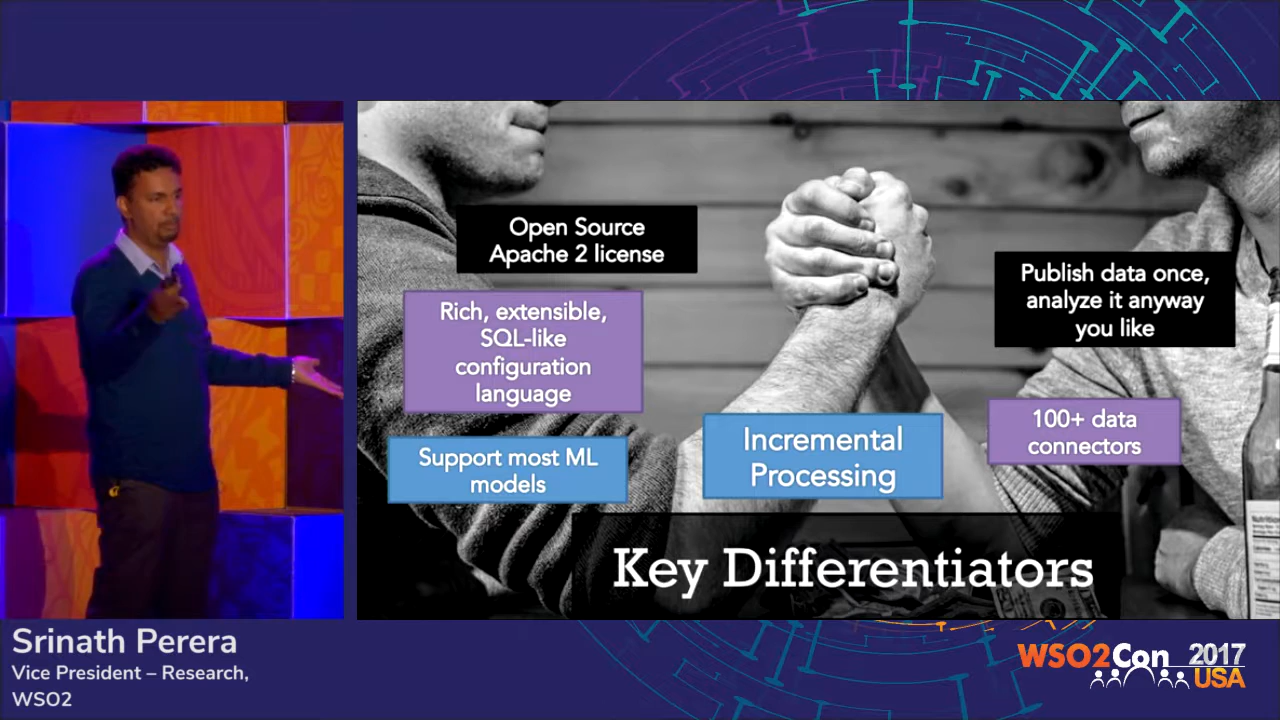 Open Source
Apache 2 license
Rich, extensible,
SQL-like
configuration
language
Support most ML
models
Incremental
Processing
Publish data once,
analyze it anyway
you like
100+ data
connectors
Key Differentiators
Srinath Perera
Vice President – Research,
WSO2
WSO2Con 2017
USA